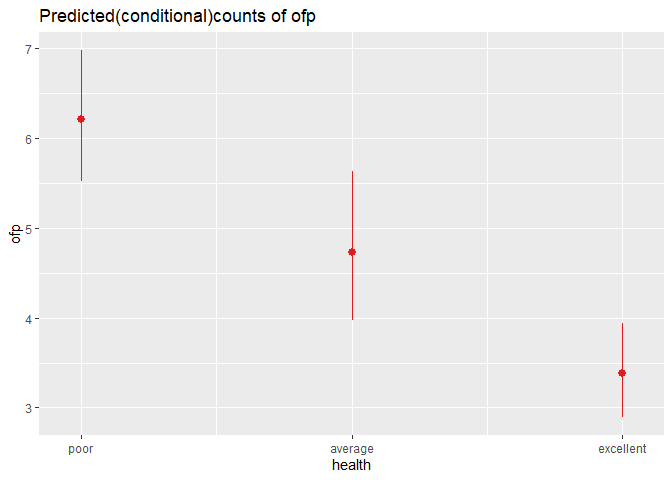 Predicted(conditional)counts of ofp
7
6
5
4
3
ofp
poor average excellent
health